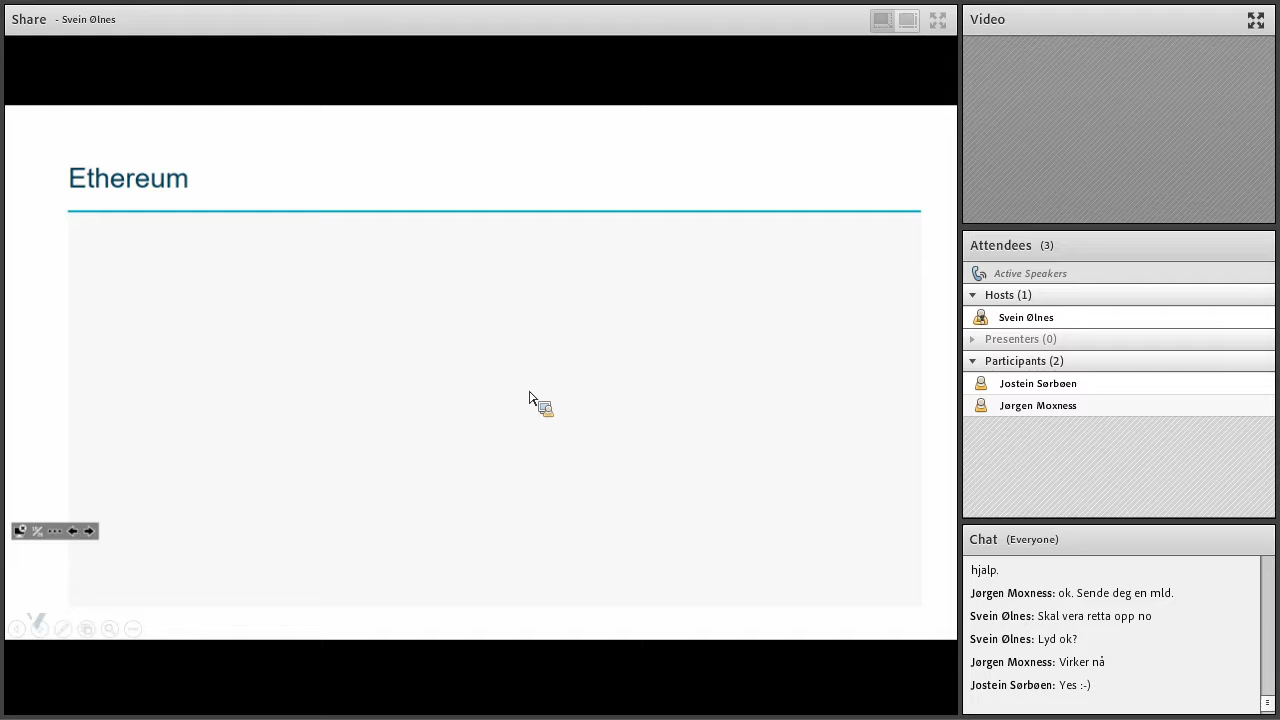 Share - Svein Ølnes
Ethereum
Video
Attendees (3)
Active Speakers
Hosts (1)
Svein Ølnes
Presenters (0)
Participants (2)
Jostein Sørbøen
Jørgen Moxness
Chat (Everyone)
hjalp.
Jørgen Moxness: ok. Sende deg en mld.
Svein Ølnes: Skal vera retta opp no
Svein Ølnes: Lyd ok?
Jørgen Moxness: Virker nå
Jostein Sørbøen: Yes :-)